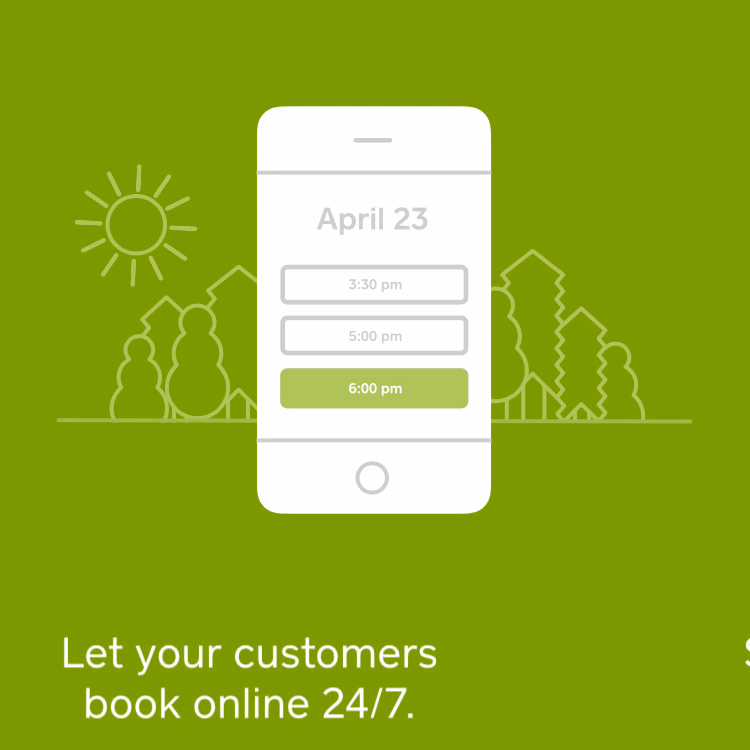 April 23
3:30 pm
5:00 pm
6:00 pm
Let your customers
book online 24/7.